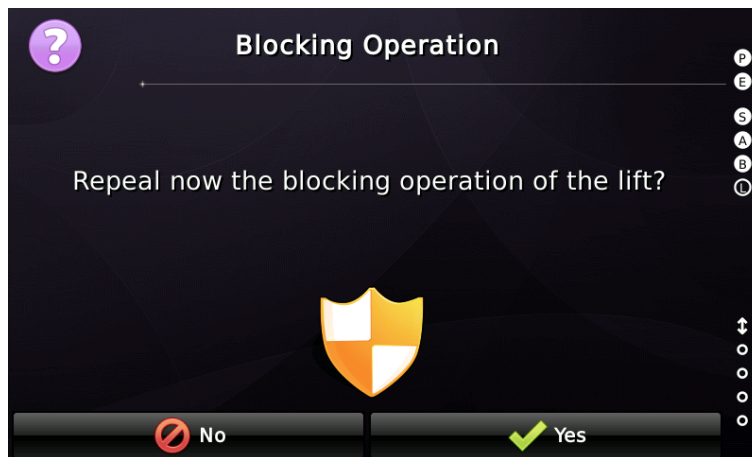 ?
Blocking Operation
P
E
S
A
B
L
Repeal now the blocking operation of the lift?
No
Yes